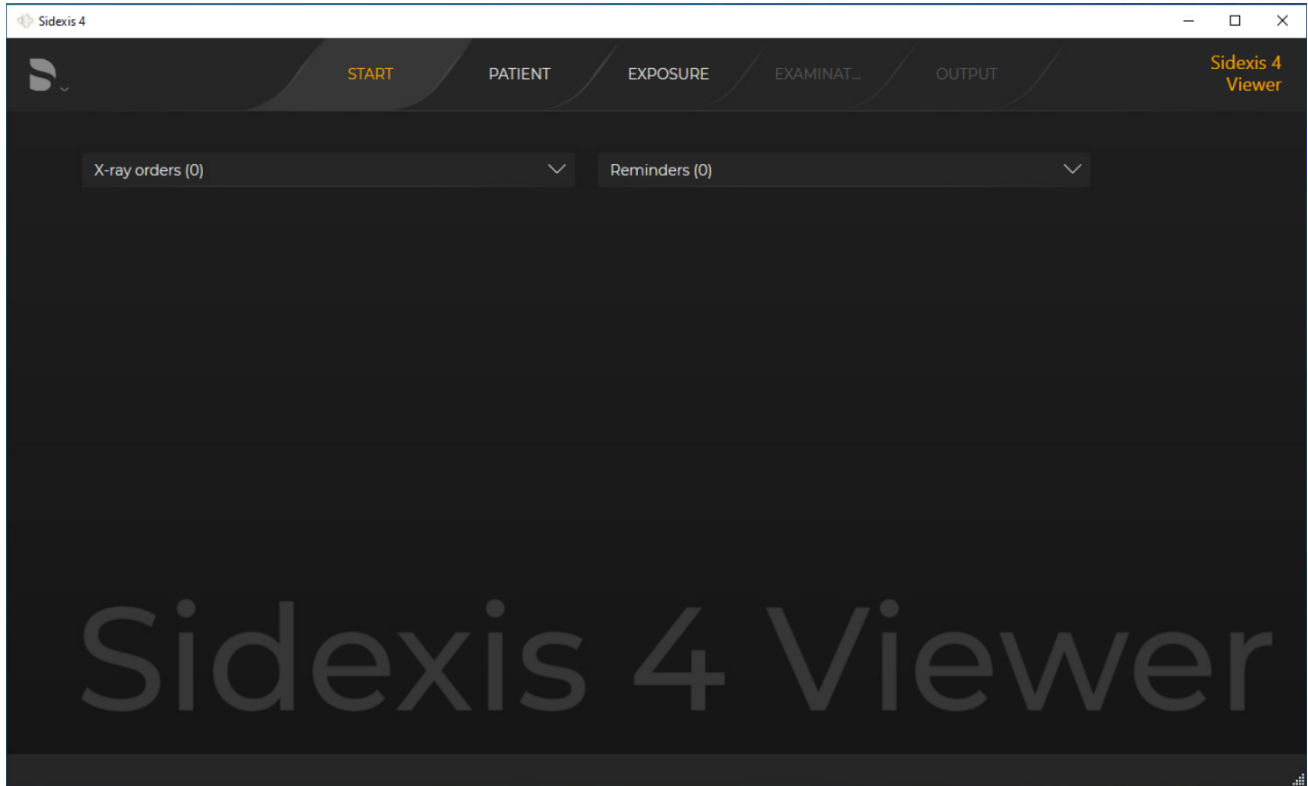 Sidexis 4
START
PATIENT
EXPOSURE
EXAMINAT...
OUTPUT
Sidexis 4
Viewer
X-ray orders (0)
Reminders (0)
Sidexis 4 Viewer